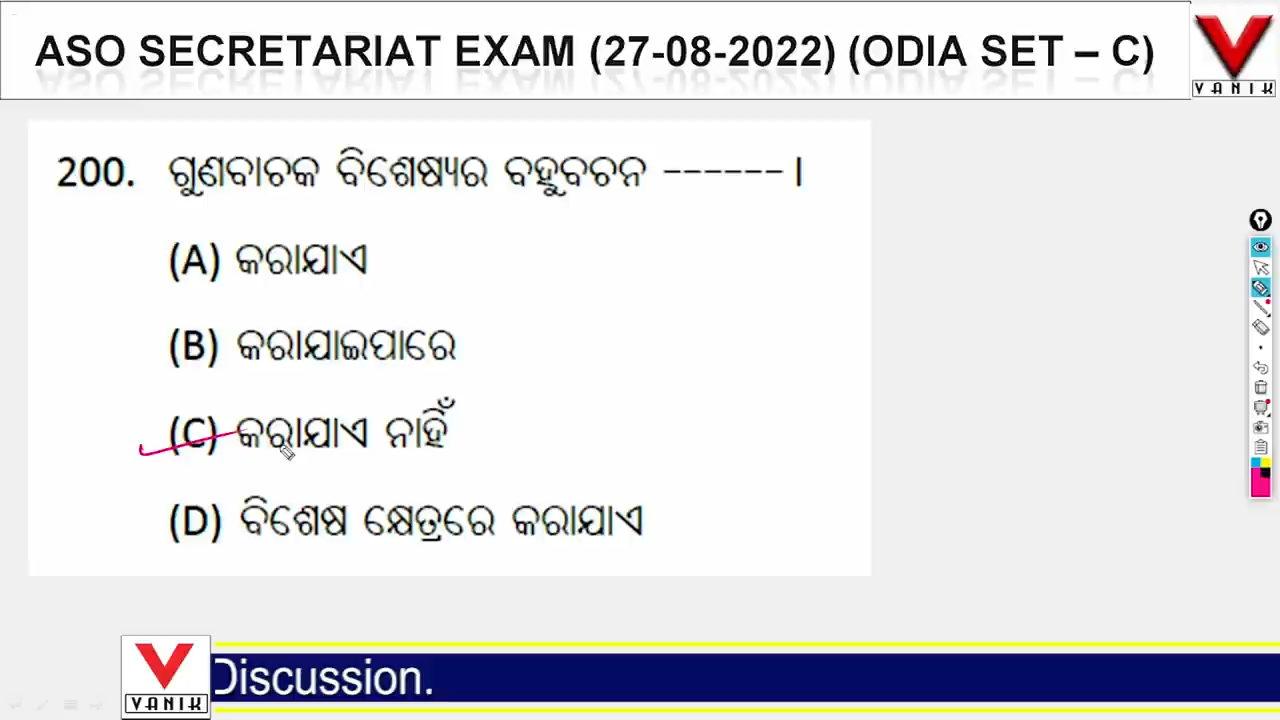 ASO SECRETARIAT EXAM (27-08-2022) (ODIA SET – C)
VANIK
200. ଗୁଣବାଚକ ବିଶେଷ୍ୟର ବହୁବଚନ ------ ।
(A) କରାଯାଏ
(B) କରାଯାଇପାରେ
(C) କରାଯାଏ ନାହିଁ
(D) ବିଶେଷ କ୍ଷେତ୍ରରେ କରାଯାଏ
Discussion.
VANIK